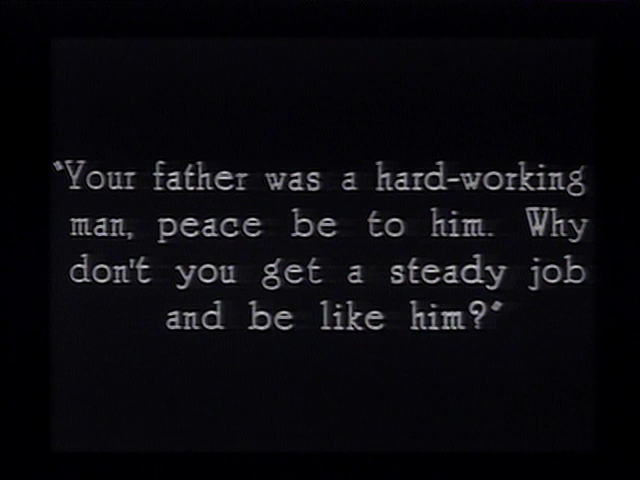 "Your father was a hard-working
man, peace be to him. Why
don't you get a steady job
and be like him?"